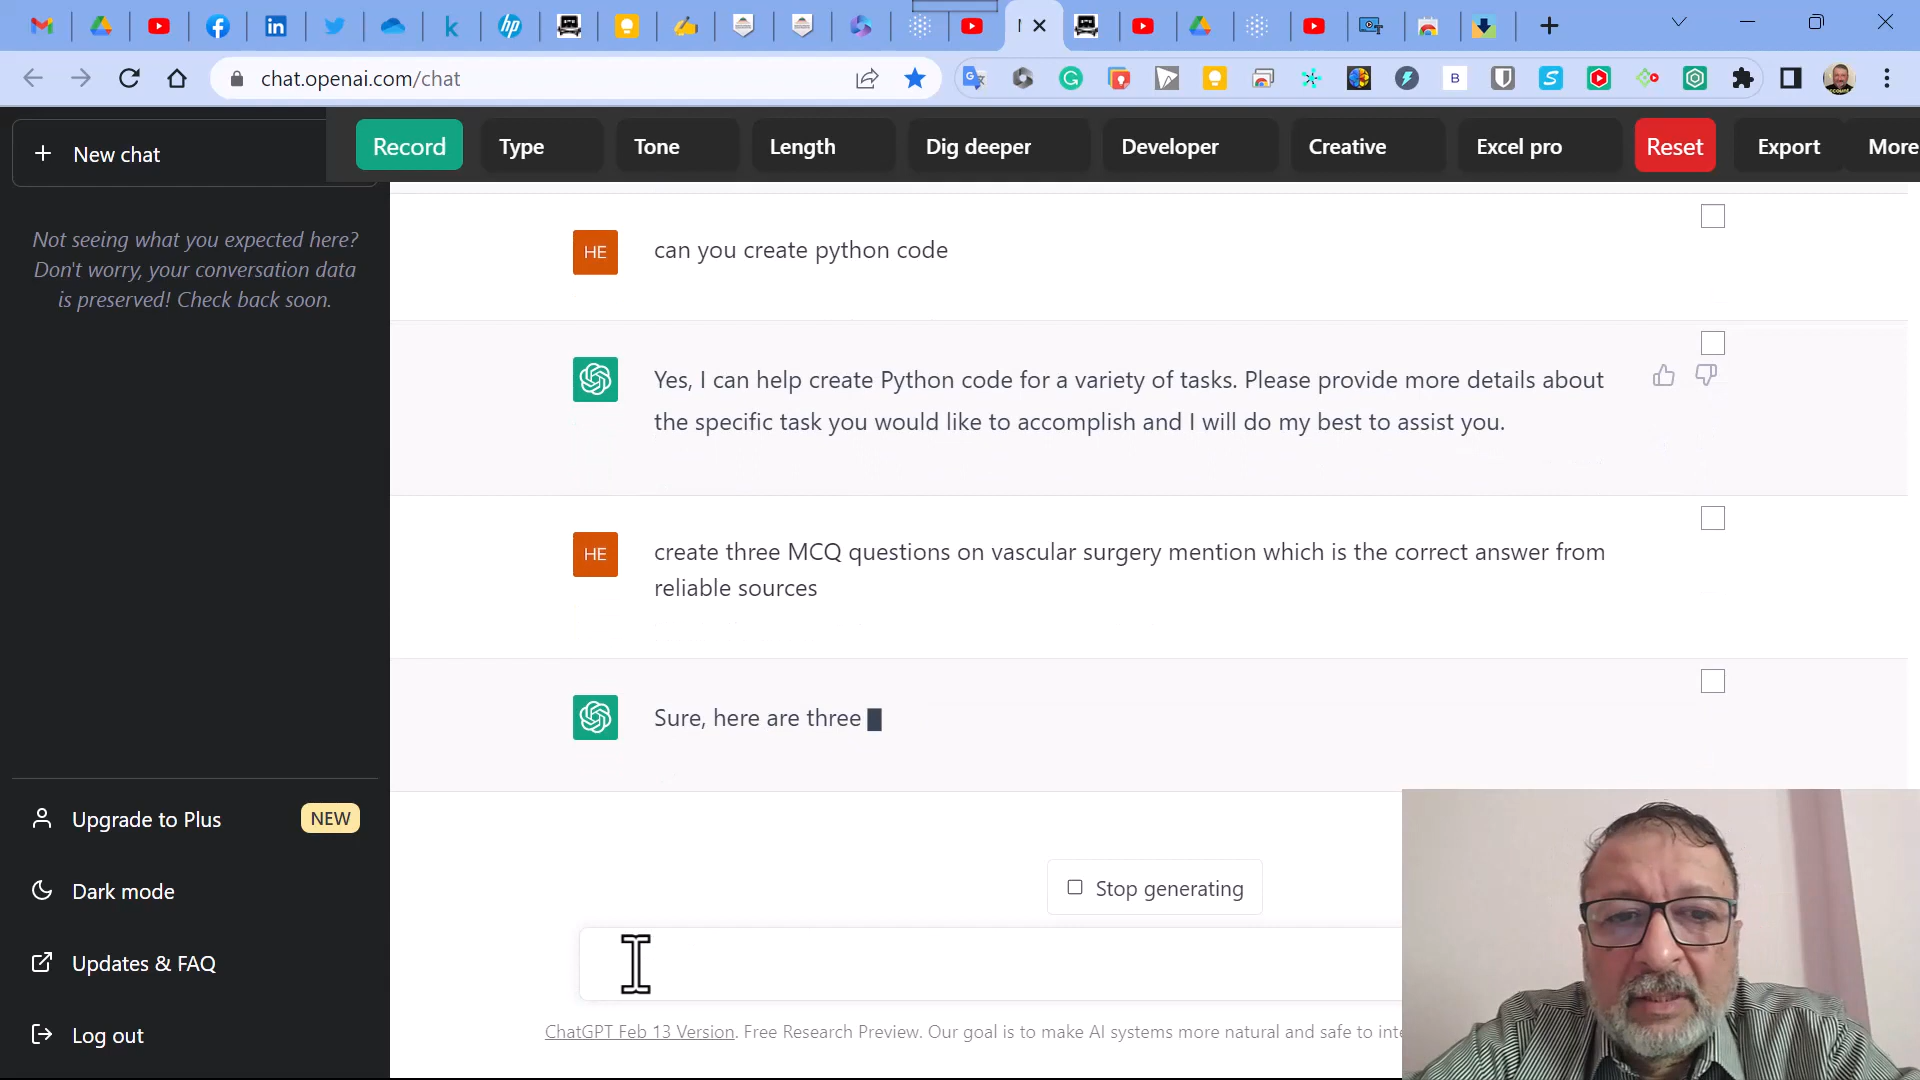 chat.openai.com/chat
New chat
Record
Type
Tone
Length
Dig deeper
Developer
Creative
Excel pro
Reset
Export
More
Not seeing what you expected here?
Don't worry, your conversation data
is preserved! Check back soon.
HE
can you create python code
Yes, I can help create Python code for a variety of tasks. Please provide more details about
the specific task you would like to accomplish and I will do my best to assist you.
HE
create three MCQ questions on vascular surgery mention which is the correct answer from
reliable sources
Sure, here are three
Upgrade to Plus
NEW
Dark mode
Updates & FAQ
Log out
Stop generating
ChatGPT Feb 13 Version. Free Research Preview. Our goal is to make AI systems more natural and safe to